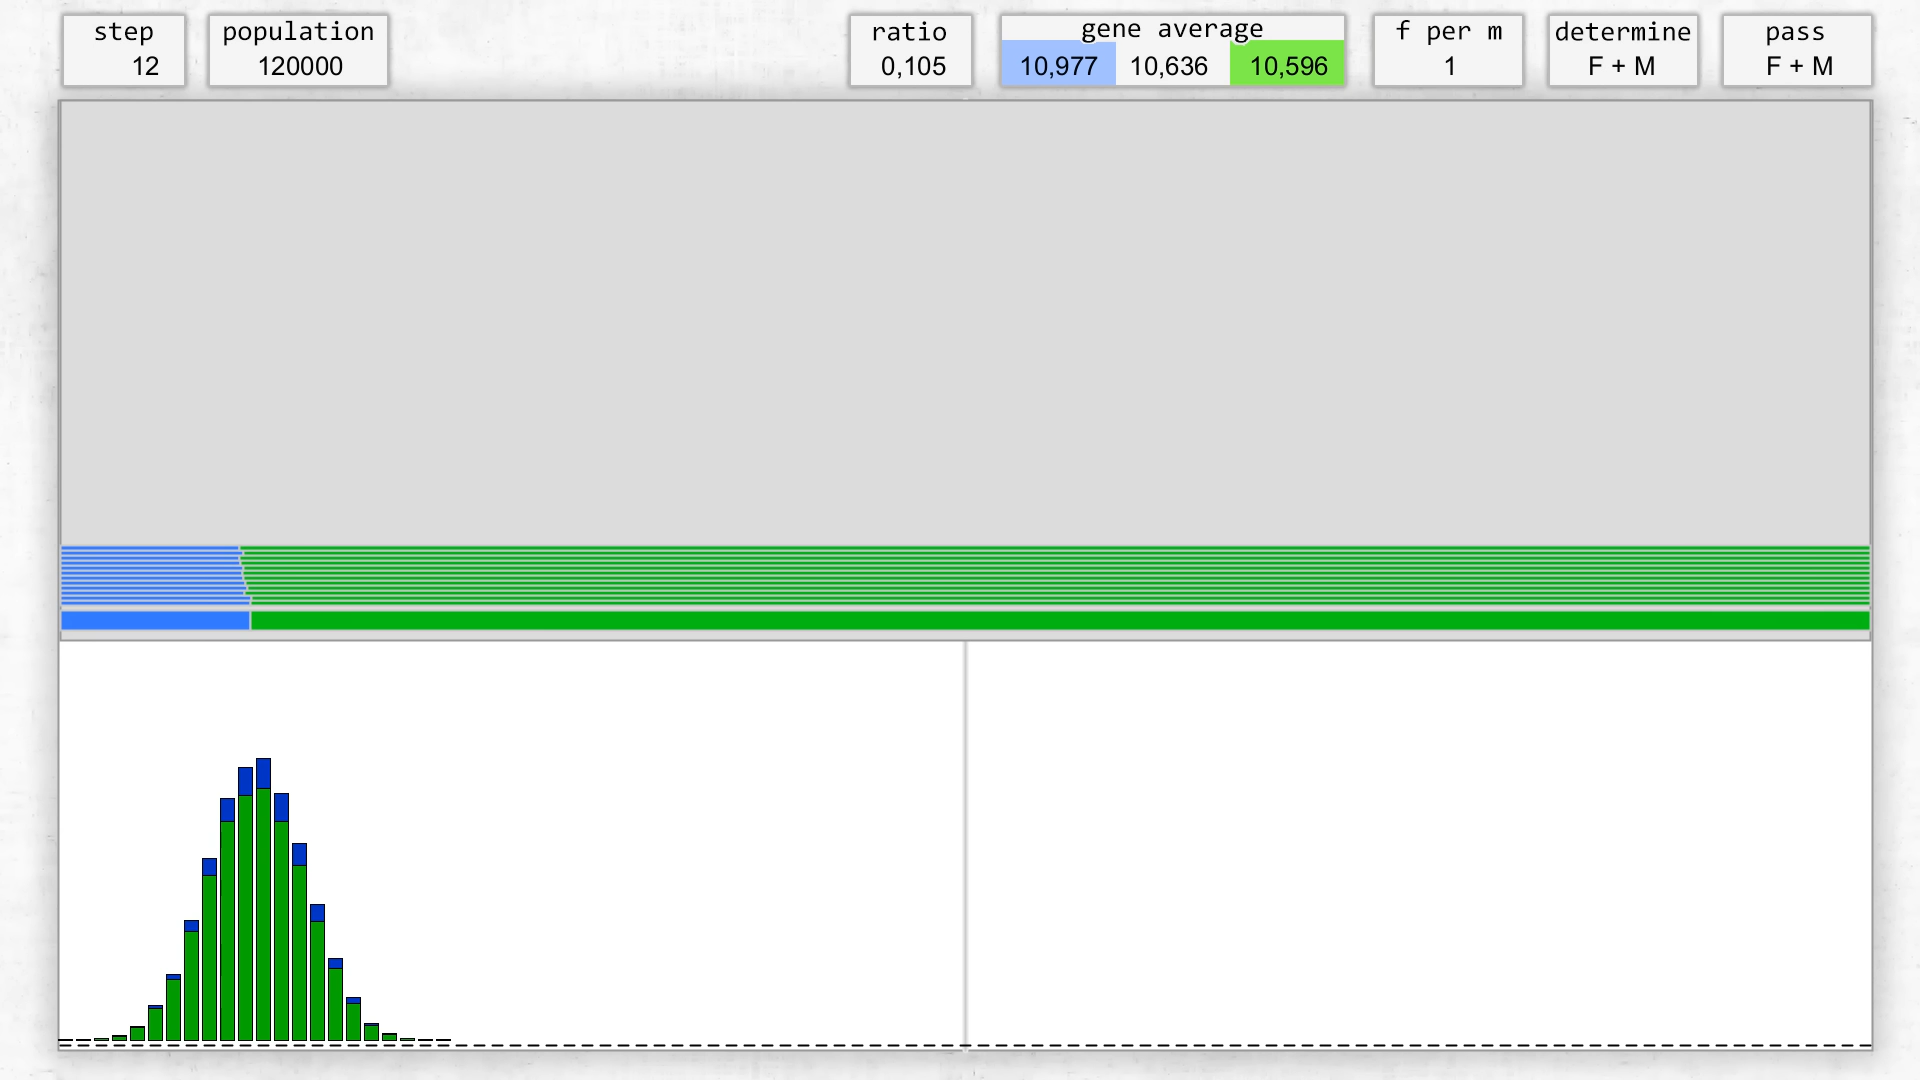 step
12
population
120000
ratio
0,105
gene average
10,977 10,636 10,596
f per m
1
determine
F + M
pass
F + M